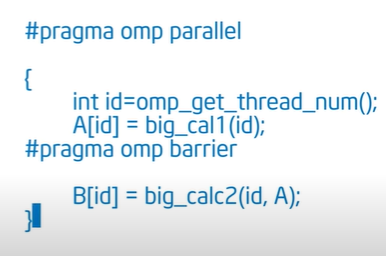 #pragma omp parallel
{
int id=omp_get_thread_num();
A[id] = big_cal1(id);
#pragma omp barrier
B[id] = big_calc2(id, A);
}